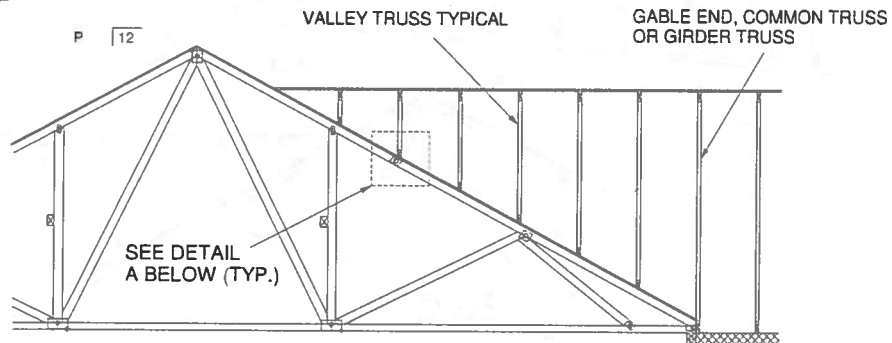 VALLEY TRUSS TYPICAL
GABLE END, COMMON TRUSS
OR GIRDER TRUSS
P 12
SEE DETAIL
A BELOW (TYP.)